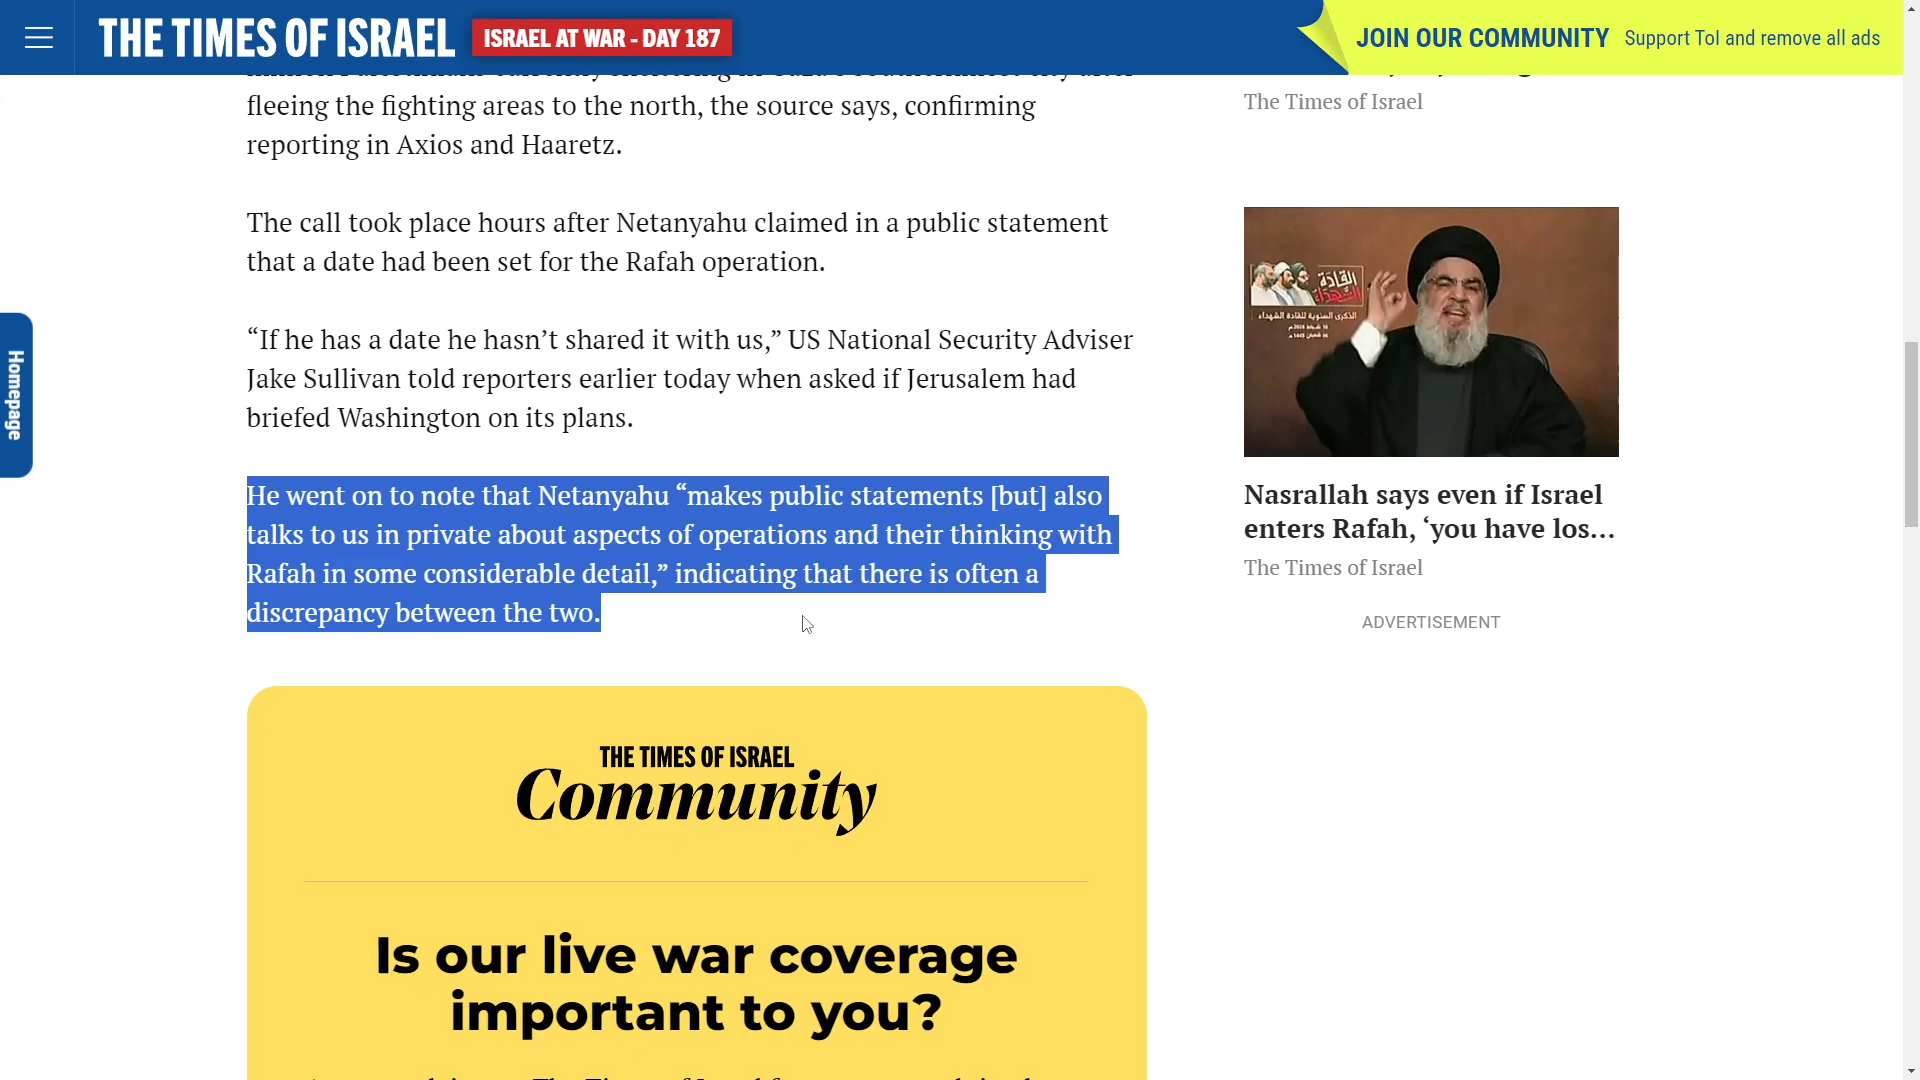 THE TIMES OF ISRAEL
ISRAEL AT WAR - DAY 187
JOIN OUR COMMUNITY
Support ToI and remove all ads
Homepage
fleeing the fighting areas to the north, the source says, confirming
reporting in Axios and Haaretz.
The call took place hours after Netanyahu claimed in a public statement
that a date had been set for the Rafah operation.
“If he has a date he hasn’t shared it with us,” US National Security Adviser
Jake Sullivan told reporters earlier today when asked if Jerusalem had
briefed Washington on its plans.
He went on to note that Netanyahu “makes public statements [but] also
talks to us in private about aspects of operations and their thinking with
Rafah in some considerable detail,” indicating that there is often a
discrepancy between the two.
THE TIMES OF ISRAEL
Community
Is our live war coverage
important to you?
The Times of Israel
القادة
الشهداء
الذكرى السنوية للقادة الشهداء
Nasrallah says even if Israel
enters Rafah, ‘you have los...
The Times of Israel
ADVERTISEMENT